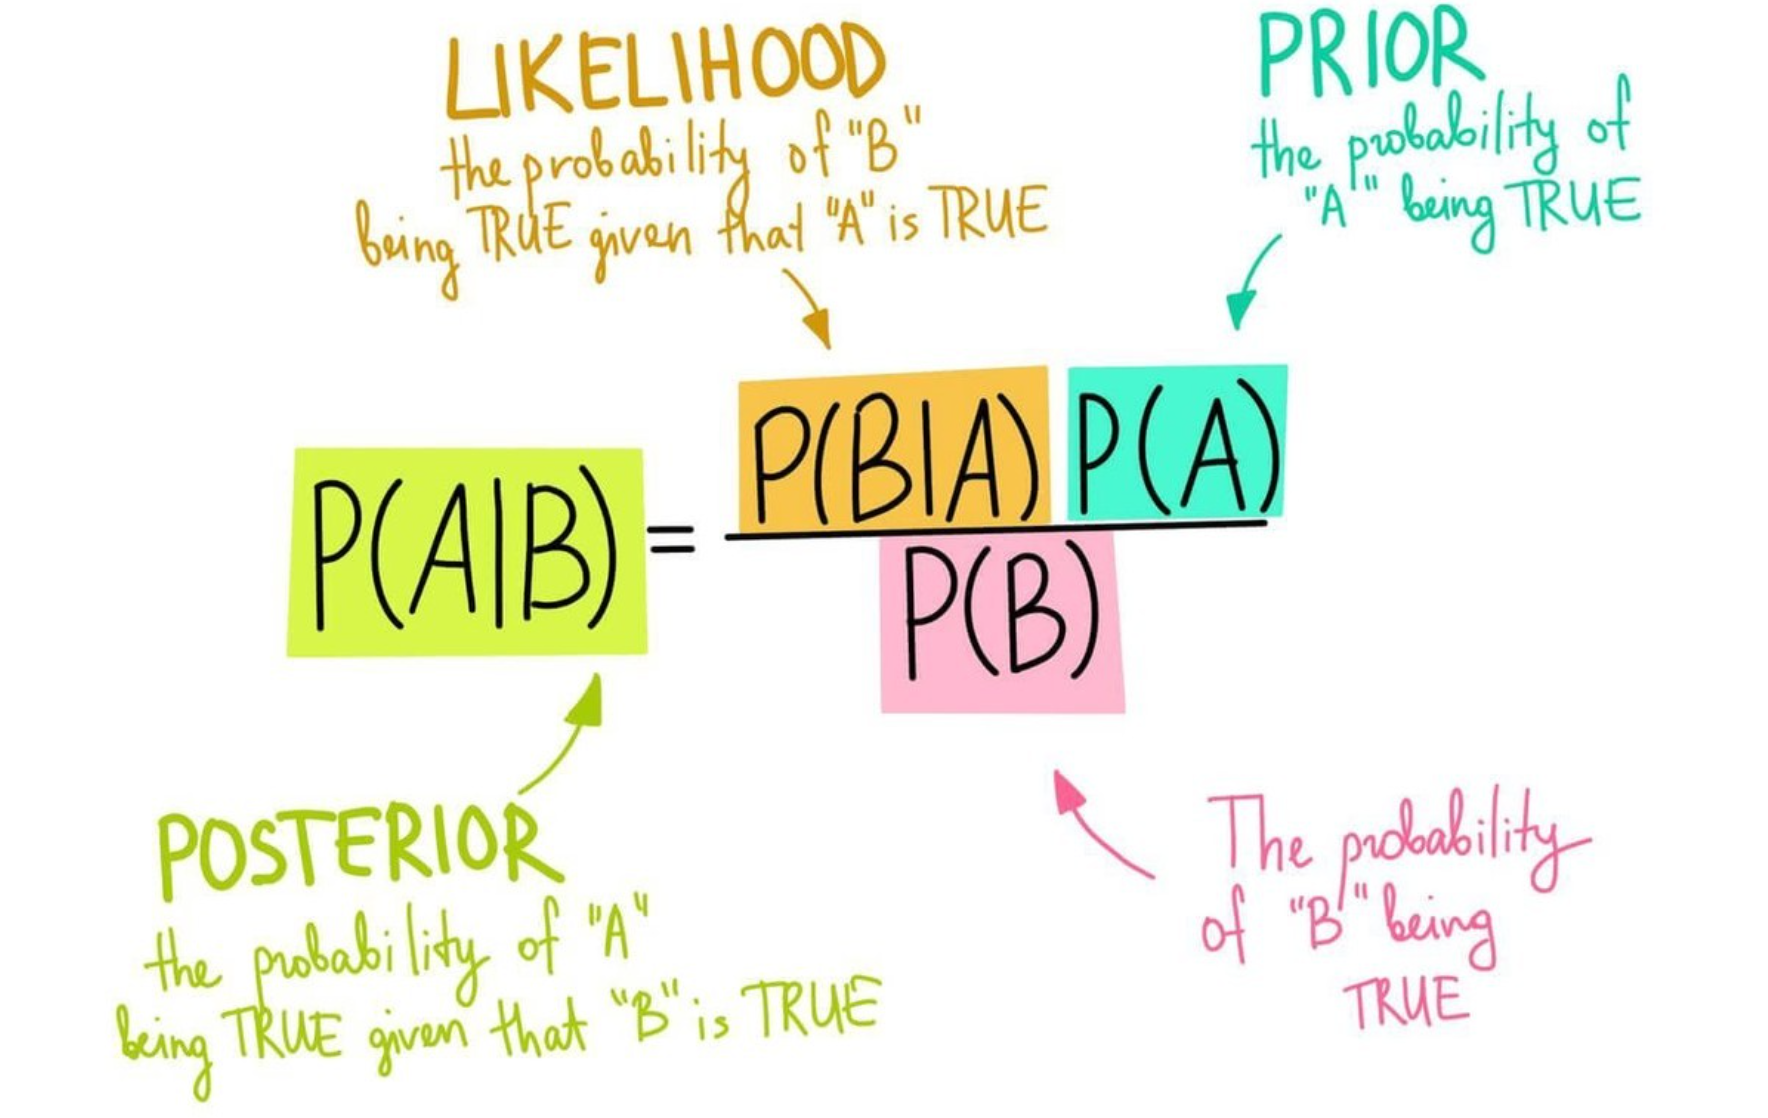 LIKELIHOOD
the probability of "B"
being TRUE given that "A" is TRUE
PRIOR
the probability of
"A" being TRUE
P(A|B) = P(B|A) P(A)
P(B)
POSTERIOR
the probability of "A"
being TRUE given that "B" is TRUE
The probability
of "B" being
TRUE